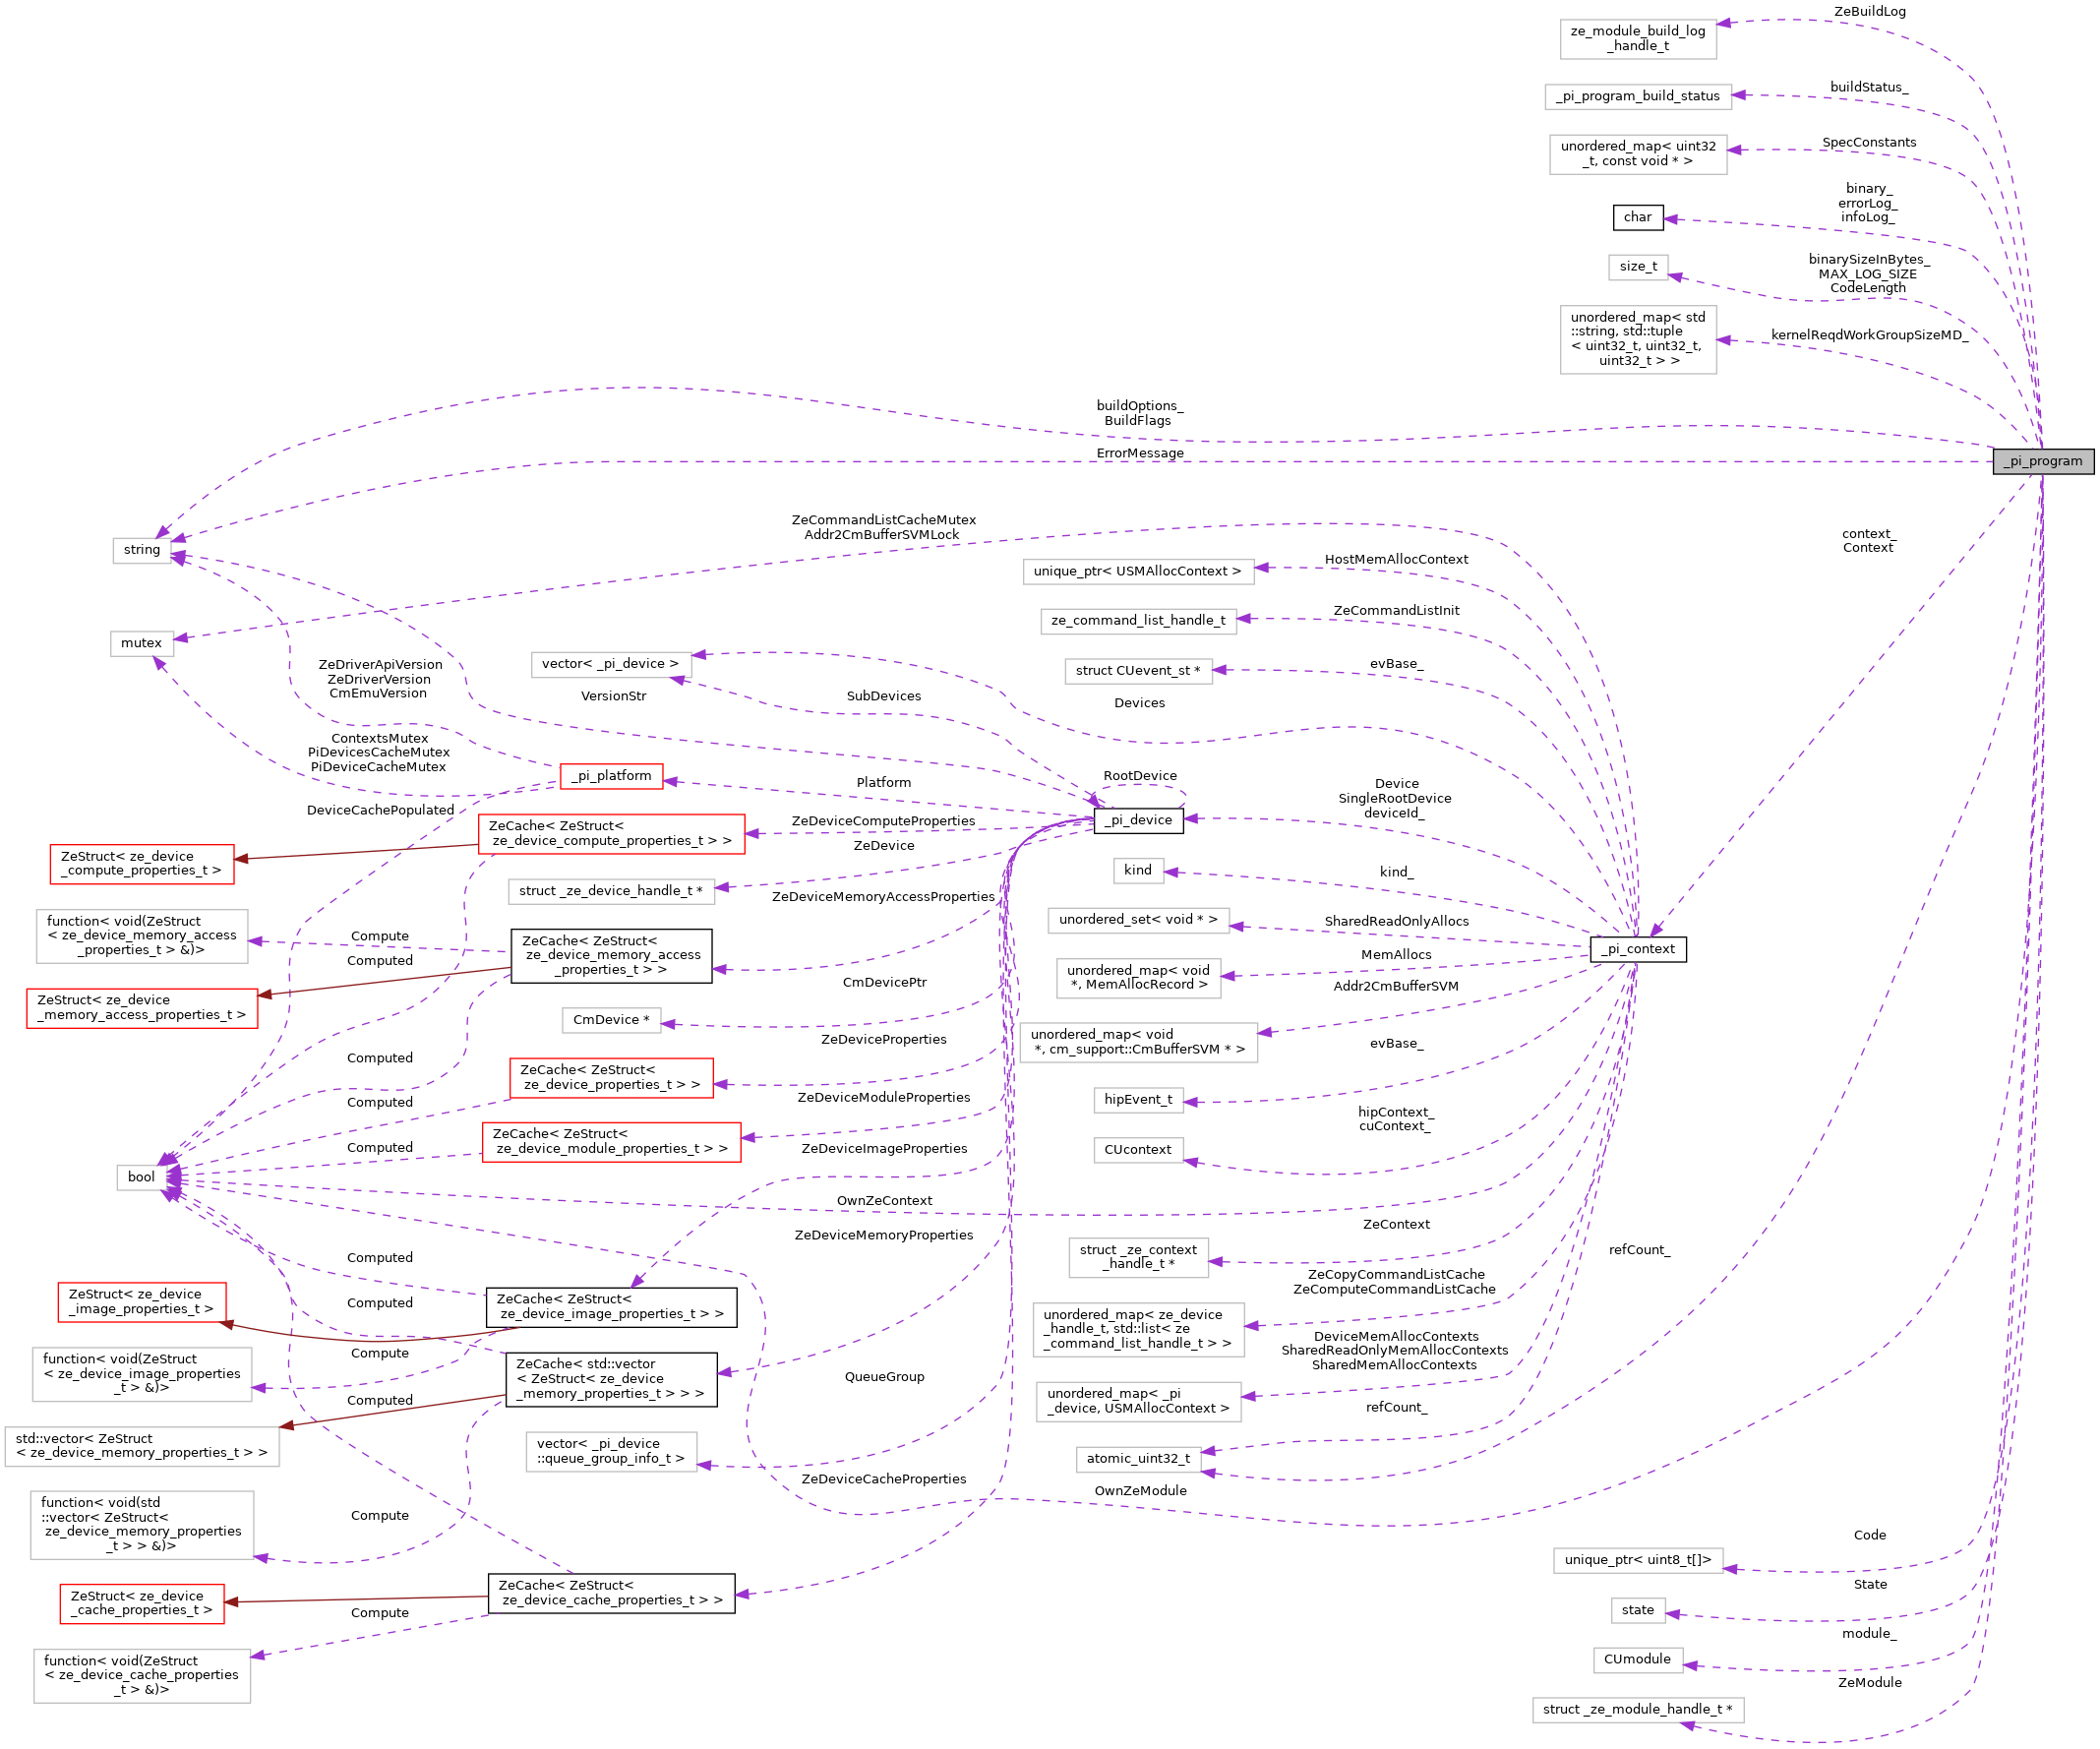 ZeBuildLog
ze_module_build_log
_handle_t
buildStatus_
_pi_program_build_status
SpecConstants
unordered_map< uint32
_t, const void * >
binary_
errorLog_
infoLog_
char
binarySizeInBytes_
MAX_LOG_SIZE
CodeLength
size_t
unordered_map< std
::string, std::tuple
< uint32_t, uint32_t,
uint32_t > >
kernelReqdWorkGroupSizeMD_
buildOptions_
BuildFlags
ErrorMessage
_pi_program
string
ZeCommandListCacheMutex
Addr2CmBufferSVMLock
context_
Context
HostMemAllocContext
unique_ptr< USMAllocContext >
ZeCommandListInit
ze_command_list_handle_t
mutex
vector< _pi_device >
evBase_
struct CUevent_st *
ZeDriverApiVersion
ZeDriverVersion
CmEmuVersion
VersionStr
SubDevices
Devices
ContextsMutex
PiDevicesCacheMutex
PiDeviceCacheMutex
_pi_platform
Platform
RootDevice
Device
SingleRootDevice
deviceId_
DeviceCachePopulated
ZeCache< ZeStruct<
ze_device_compute_properties_t > >
ZeDeviceComputeProperties
_pi_device
ZeStruct< ze_device
_compute_properties_t >
ZeDevice
struct _ze_device_handle_t *
kind
kind_
ZeDeviceMemoryAccessProperties
function< void(ZeStruct
< ze_device_memory_access
_properties_t > &)>
Compute
Computed
ZeCache< ZeStruct<
ze_device_memory_access
_properties_t > >
unordered_set< void * >
SharedReadOnlyAllocs
_pi_context
MemAllocs
unordered_map< void
*, MemAllocRecord >
ZeStruct< ze_device
_memory_access_properties_t >
CmDevicePtr
CmDevice *
Addr2CmBufferSVM
unordered_map< void
*, cm_support::CmBufferSVM * >
ZeDeviceProperties
evBase_
Computed
ZeCache< ZeStruct<
ze_device_properties_t > >
Computed
ZeDeviceModuleProperties
hipEvent_t
hipContext_
cuContext_
ZeCache< ZeStruct<
ze_device_module_properties_t > >
Computed
ZeDeviceImageProperties
CUcontext
bool
OwnZeContext
ZeDeviceMemoryProperties
ZeContext
struct _ze_context
_handle_t *
refCount_
Computed
ZeStruct< ze_device
_image_properties_t >
Computed
ZeCache< ZeStruct<
ze_device_image_properties_t > >
ZeCopyCommandListCache
ZeComputeCommandListCache
unordered_map< ze_device
_handle_t, std::list< ze
_command_list_handle_t > >
function< void(ZeStruct
< ze_device_image_properties
_t > &)>
Compute
ZeCache< std::vector
< ZeStruct< ze_device
_memory_properties_t > > >
DeviceMemAllocContexts
SharedReadOnlyMemAllocContexts
SharedMemAllocContexts
QueueGroup
unordered_map< _pi
_device, USMAllocContext >
Computed
refCount_
std::vector< ZeStruct
< ze_device_memory_properties_t > >
vector< _pi_device
::queue_group_info_t >
atomic_uint32_t
ZeDeviceCacheProperties
OwnZeModule
function< void(std
::vector< ZeStruct<
ze_device_memory_properties
_t > > &)>
Compute
Code
unique_ptr< uint8_t[]>
ZeStruct< ze_device
_cache_properties_t >
ZeCache< ZeStruct<
ze_device_cache_properties_t > >
State
state
Compute
module_
function< void(ZeStruct
< ze_device_cache_properties
_t > &)>
CUmodule
ZeModule
struct _ze_module_handle_t *